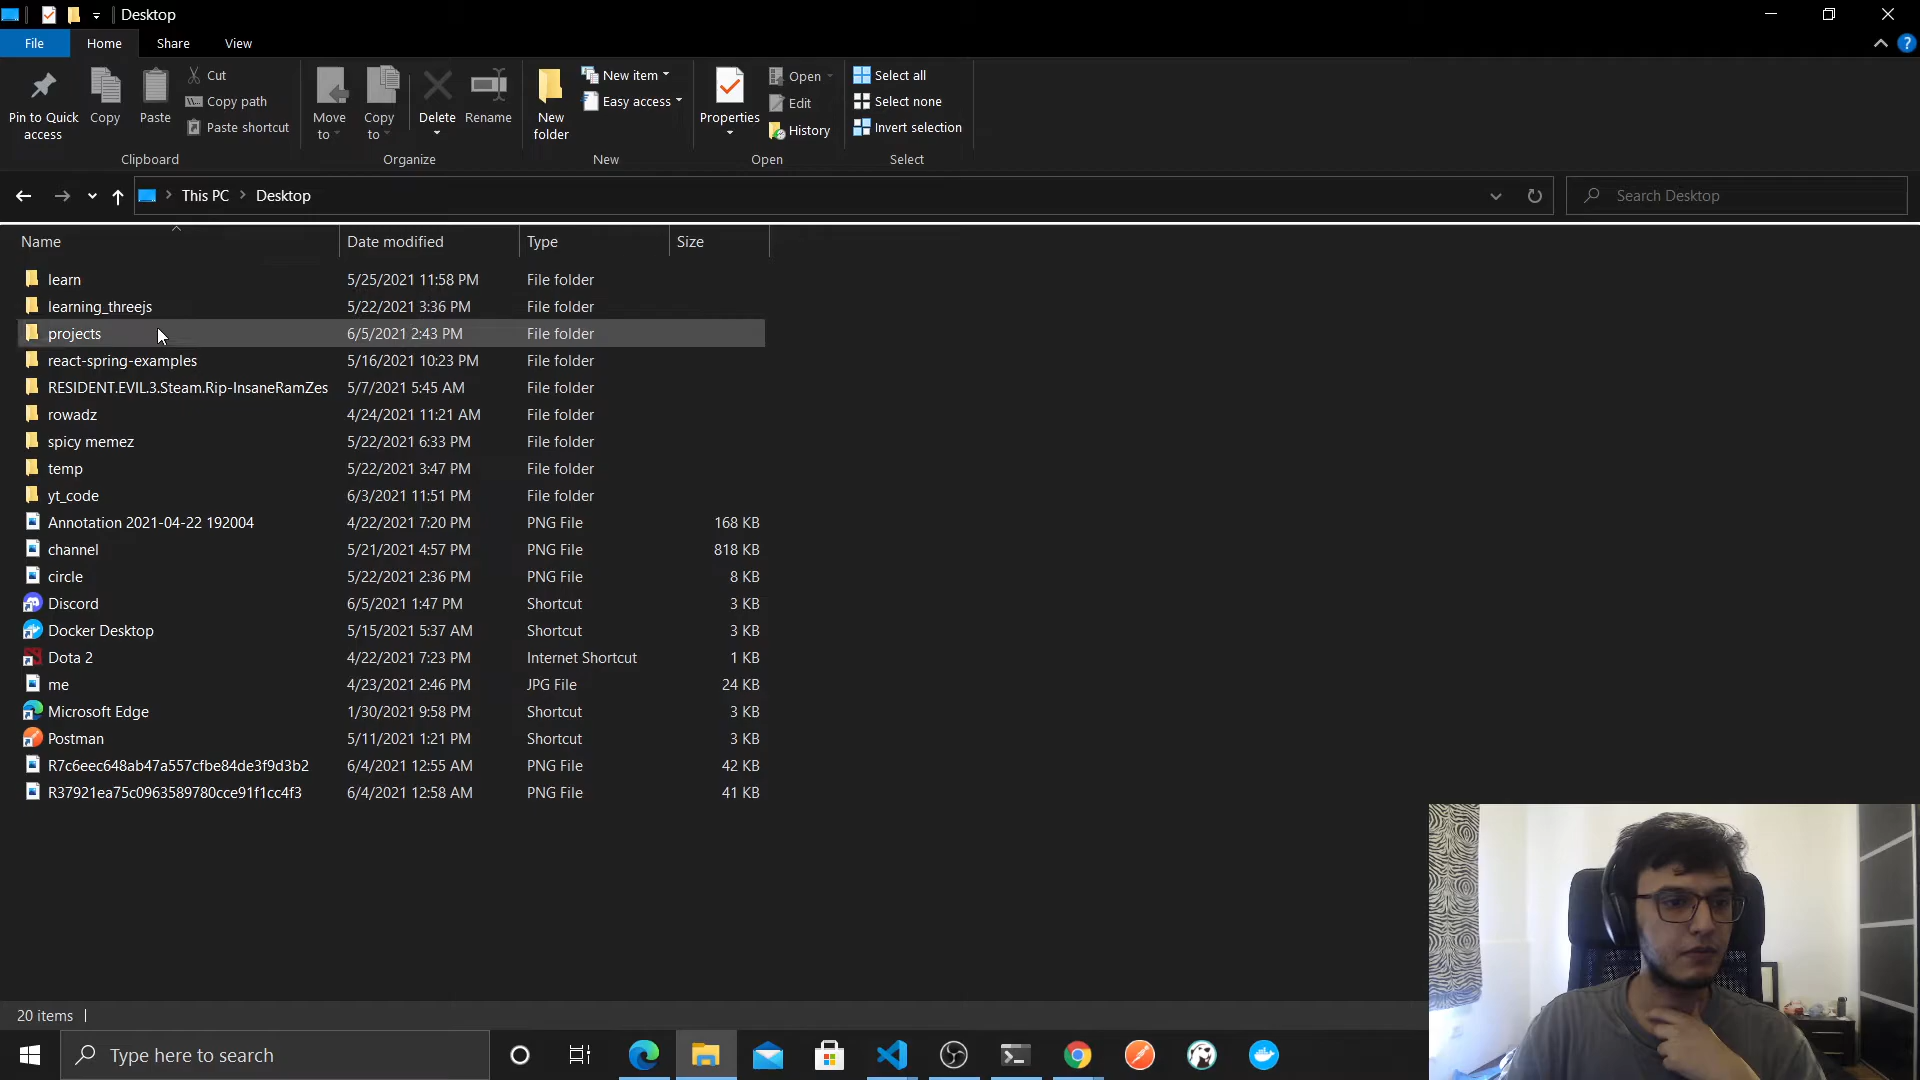 Desktop
File Home Share View
Pin to Quick access
Copy
Paste
Cut
Copy path
Paste shortcut
Clipboard
Move to
Copy to
Delete
Rename
Organize
New folder
New item
Easy access
New
Properties
Open
Edit
History
Open
Select all
Select none
Invert selection
Select
This PC > Desktop
Search Desktop
Name Date modified Type Size
learn 5/25/2021 11:58 PM File folder
learning_threejs 5/22/2021 3:36 PM File folder
projects 6/5/2021 2:43 PM File folder
react-spring-examples 5/16/2021 10:23 PM File folder
RESIDENT.EVIL.3.Steam.Rip-InsaneRamZes 5/7/2021 5:45 AM File folder
rowadz 4/24/2021 11:21 AM File folder
spicy memez 5/22/2021 6:33 PM File folder
temp 5/22/2021 3:47 PM File folder
yt_code 6/3/2021 11:51 PM File folder
Annotation 2021-04-22 192004 4/22/2021 7:20 PM PNG File 168 KB
channel 5/21/2021 4:57 PM PNG File 818 KB
circle 5/22/2021 2:36 PM PNG File 8 KB
Discord 6/5/2021 1:47 PM Shortcut 3 KB
Docker Desktop 5/15/2021 5:37 AM Shortcut 3 KB
Dota 2 4/22/2021 7:23 PM Internet Shortcut 1 KB
me 4/23/2021 2:46 PM JPG File 24 KB
Microsoft Edge 1/30/2021 9:58 PM Shortcut 3 KB
Postman 5/11/2021 1:21 PM Shortcut 3 KB
R7c6eec648ab47a557cfbe84de3f9d3b2 6/4/2021 12:55 AM PNG File 42 KB
R37921ea75c0963589780cce91f1cc4f3 6/4/2021 12:58 AM PNG File 41 KB
20 items
Type here to search